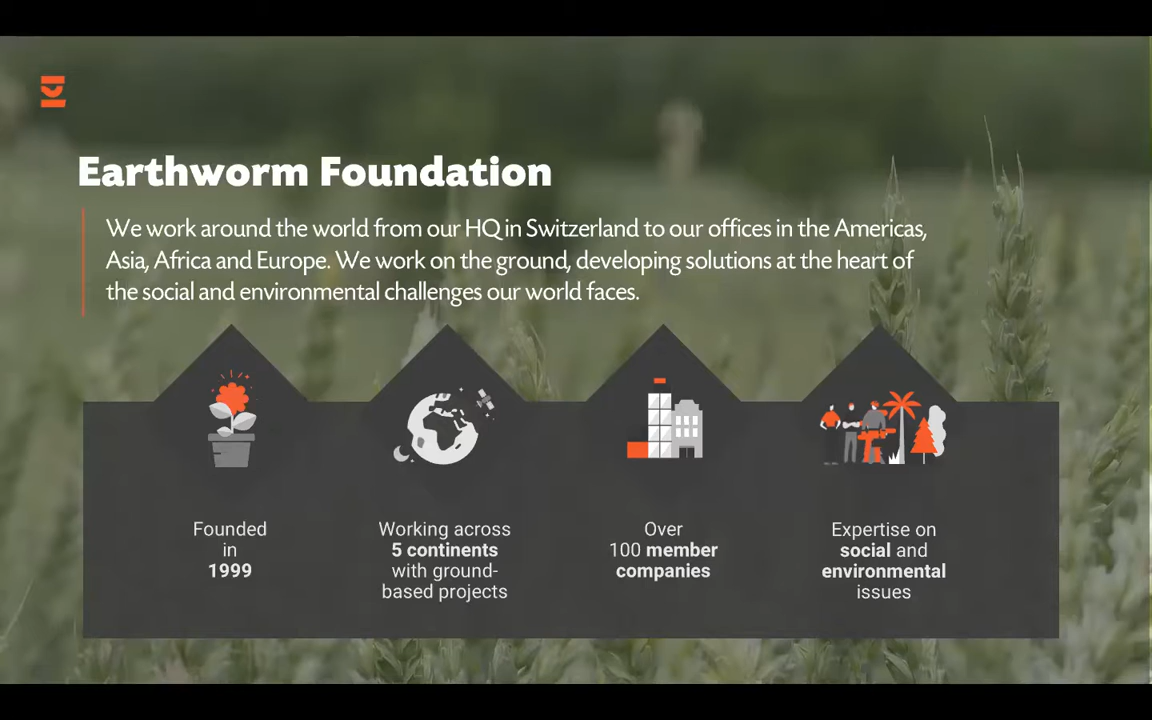 Earthworm Foundation
We work around the world from our HQ in Switzerland to our offices in the Americas,
Asia, Africa and Europe. We work on the ground, developing solutions at the heart of
the social and environmental challenges our world faces.
Founded
in
1999
Working across
5 continents
with ground-
based projects
Over
100 member
companies
Expertise on
social and
environmental
issues